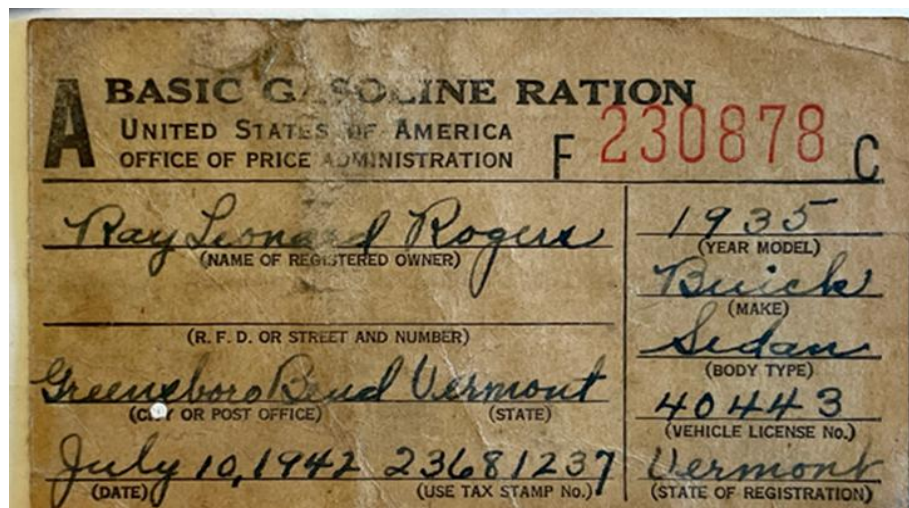 A BASIC GASOLINE RATION
UNITED STATES OF AMERICA
OFFICE OF PRICE ADMINISTRATION
F 230878 C
Ray Leonard Rogers
(NAME OF REGISTERED OWNER)
1935
(YEAR MODEL)
Buick
(MAKE)
(R. F. D. OR STREET AND NUMBER)
Sedan
(BODY TYPE)
Greensboro Bend Vermont
(CITY OR POST OFFICE) (STATE)
40443
(VEHICLE LICENSE No.)
July 10, 1942 23681237
(DATE) (USE TAX STAMP No.)
Vermont
(STATE OF REGISTRATION)